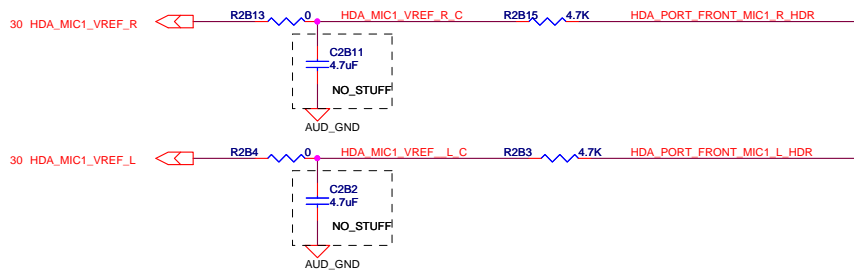 30 HDA_MIC1_VREF_R
R2B13
0
HDA_MIC1_VREF_R_C
R2B15
4.7K
HDA_PORT_FRONT_MIC1_R_HDR
C2B11
4.7uF
NO_STUFF
AUD_GND
30 HDA_MIC1_VREF_L
R2B4
0
HDA_MIC1_VREF__L_C
R2B3
4.7K
HDA_PORT_FRONT_MIC1_L_HDR
C2B2
4.7uF
NO_STUFF
AUD_GND